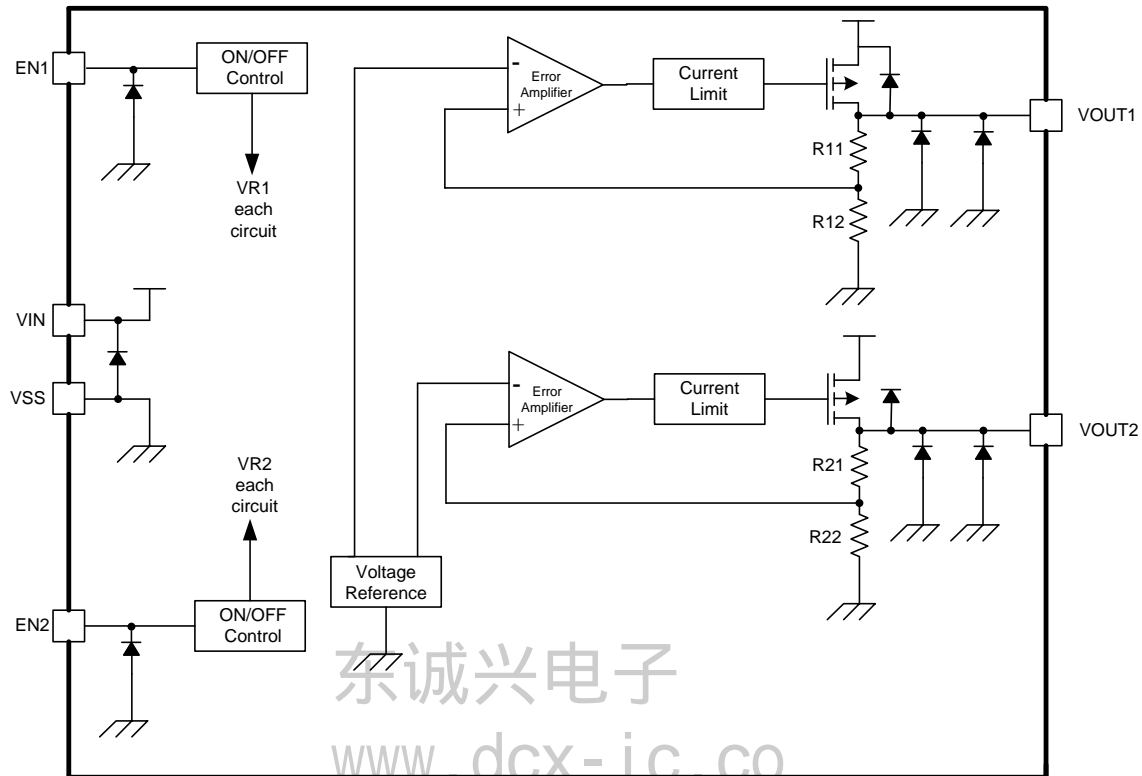 EN1
ON/OFF
Control
VR1
each
circuit
-
Error
Amplifier
+
Current
Limit
VOUT1
R11
R12
VIN
VSS
-
Error
Amplifier
+
Current
Limit
VOUT2
R21
R22
VR2
each
circuit
Voltage
Reference
EN2
ON/OFF
Control
东诚兴电子
www.dcx-ic.co